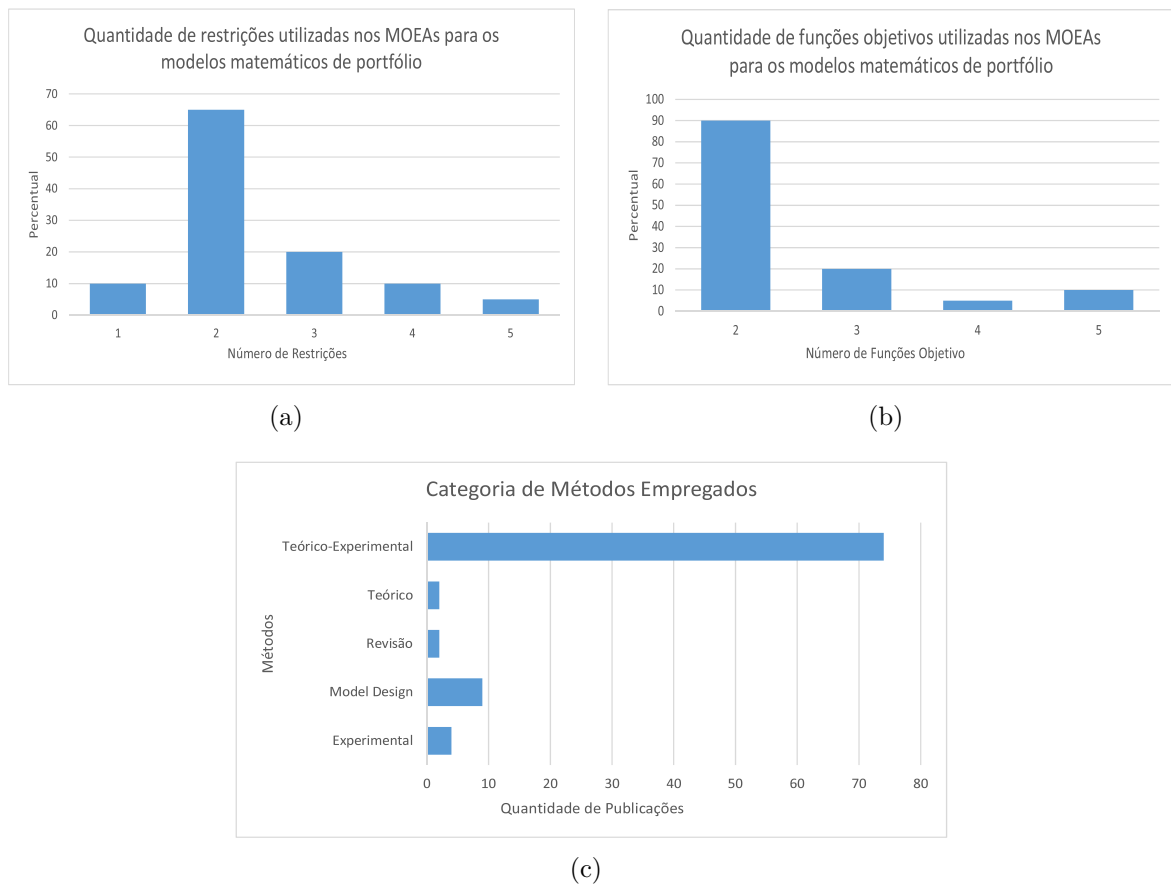 Quantidade de restrições utilizadas nos MOEAs para os
modelos matemáticos de portfólio
70
60
50
40
30
20
10
0
Percentual
1 2 3 4 5
Número de Restrições
(a)
Quantidade de funções objetivos utilizadas nos MOEAs
para os modelos matemáticos de portfólio
100
90
80
70
60
50
40
30
20
10
0
Percentual
2 3 4 5
Número de Funções Objetivo
(b)
Categoria de Métodos Empregados
Métodos
Teórico-Experimental
Teórico
Revisão
Model Design
Experimental
0 10 20 30 40 50 60 70 80
Quantidade de Publicações
(c)